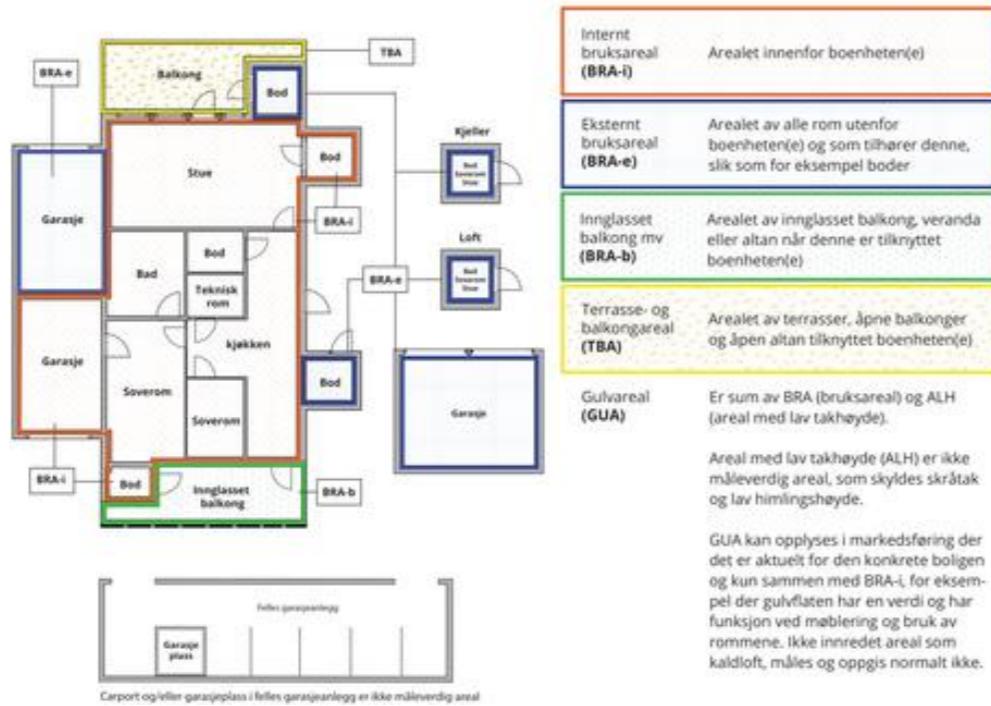 TBA
BRA-e
Balkong
Bod
Kjeller
Bod
Soverom
Stue
Stue
Bod
Garasje
BRA-i
Loft
Bod
Bod
Soverom
Stue
Bad
BRA-e
Teknisk
rom
Garasje
kjøkken
Soverom
Bod
Garasje
Soverom
BRA-i
Bod
Innglasset
balkong
BRA-b
Felles garasjeanlegg
Garasje
plass
Carport og/eller garasjeplass i felles garasjeanlegg er ikke måleverdig areal
Internt
bruksareal
(BRA-i)
Arealet innenfor boenheten(e)
Eksternt
bruksareal
(BRA-e)
Arealet av alle rom utenfor
boenheten(e) og som tilhører denne,
slik som for eksempel boder
Innglasset
balkong mv
(BRA-b)
Arealet av innglasset balkong, veranda
eller altan når denne er tilknyttet
boenheten(e)
Terrasse- og
balkongareal
(TBA)
Arealet av terrasser, åpne balkonger
og åpen altan tilknyttet boenheten(e)
Gulvareal
(GUA)
Er sum av BRA (bruksareal) og ALH
(areal med lav takhøyde).
Areal med lav takhøyde (ALH) er ikke
måleverdig areal, som skyldes skråtak
og lav himlingshøyde.
GUA kan opplyses i markedsføring der
det er aktuelt for den konkrete boligen
og kun sammen med BRA-i, for eksem-
pel der gulvflaten har en verdi og har
funksjon ved møblering og bruk av
rommene. Ikke innredet areal som
kaldloft, måles og oppgis normalt ikke.